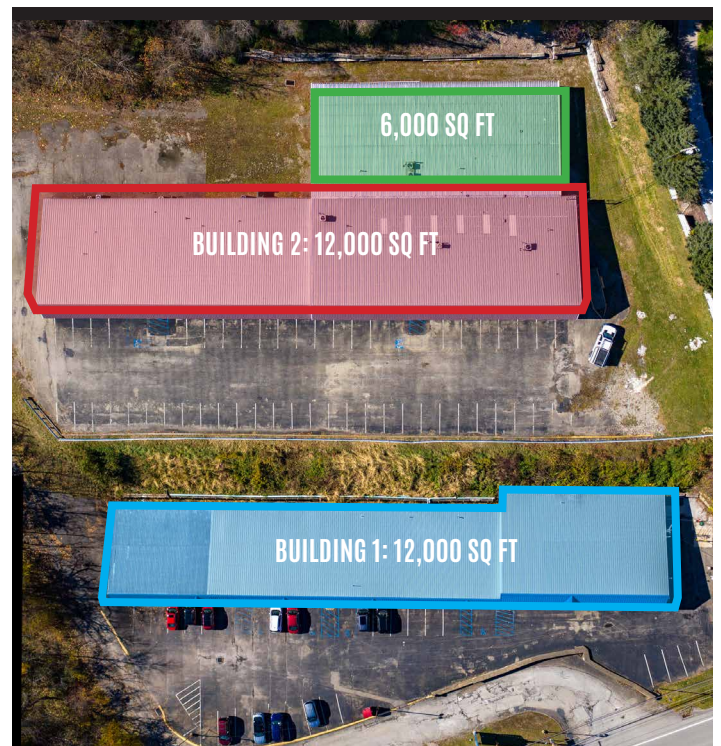 6,000 SQ FT
BUILDING 2: 12,000 SQ FT
BUILDING 1: 12,000 SQ FT